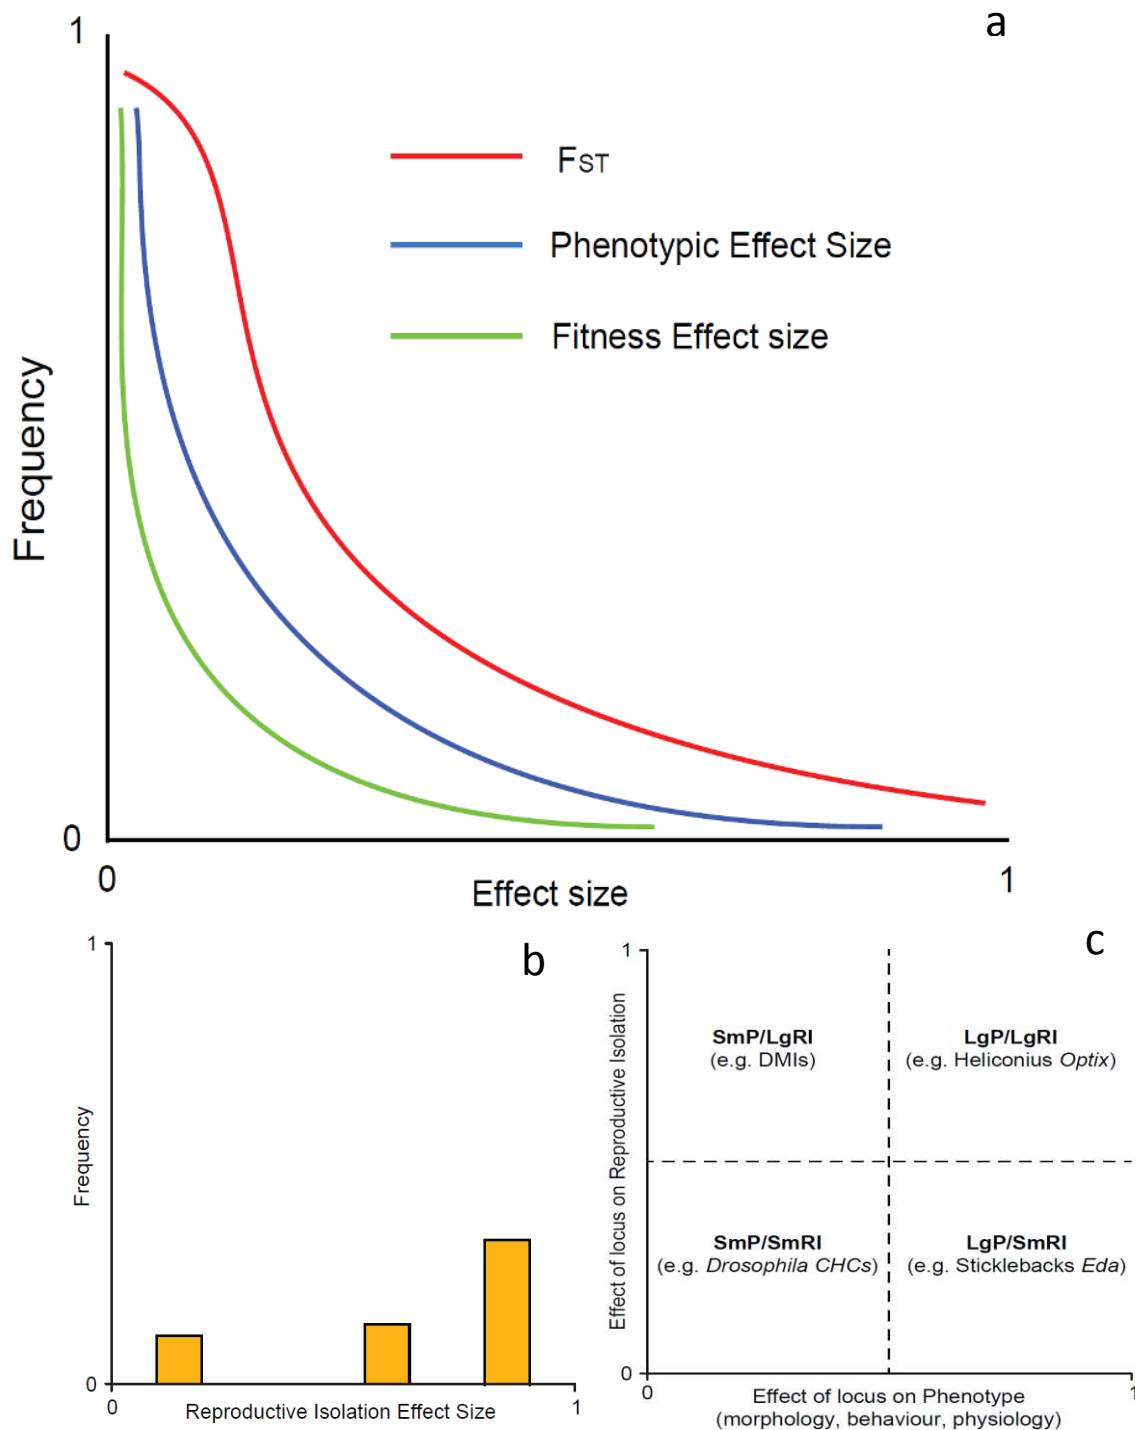 a
1
FST
Phenotypic Effect Size
Fitness Effect size
Frequency
0
0
1
Effect size
b
1
Frequency
0
0
1
Reproductive Isolation Effect Size
c
1
Effect of locus on Reproductive Isolation
SmP/LgRI
(e.g. DMIs)
LgP/LgRI
(e.g. Heliconius Optix)
SmP/SmRI
(e.g. Drosophila CHCs)
LgP/SmRI
(e.g. Sticklebacks Eda)
0
0
1
Effect of locus on Phenotype
(morphology, behaviour, physiology)